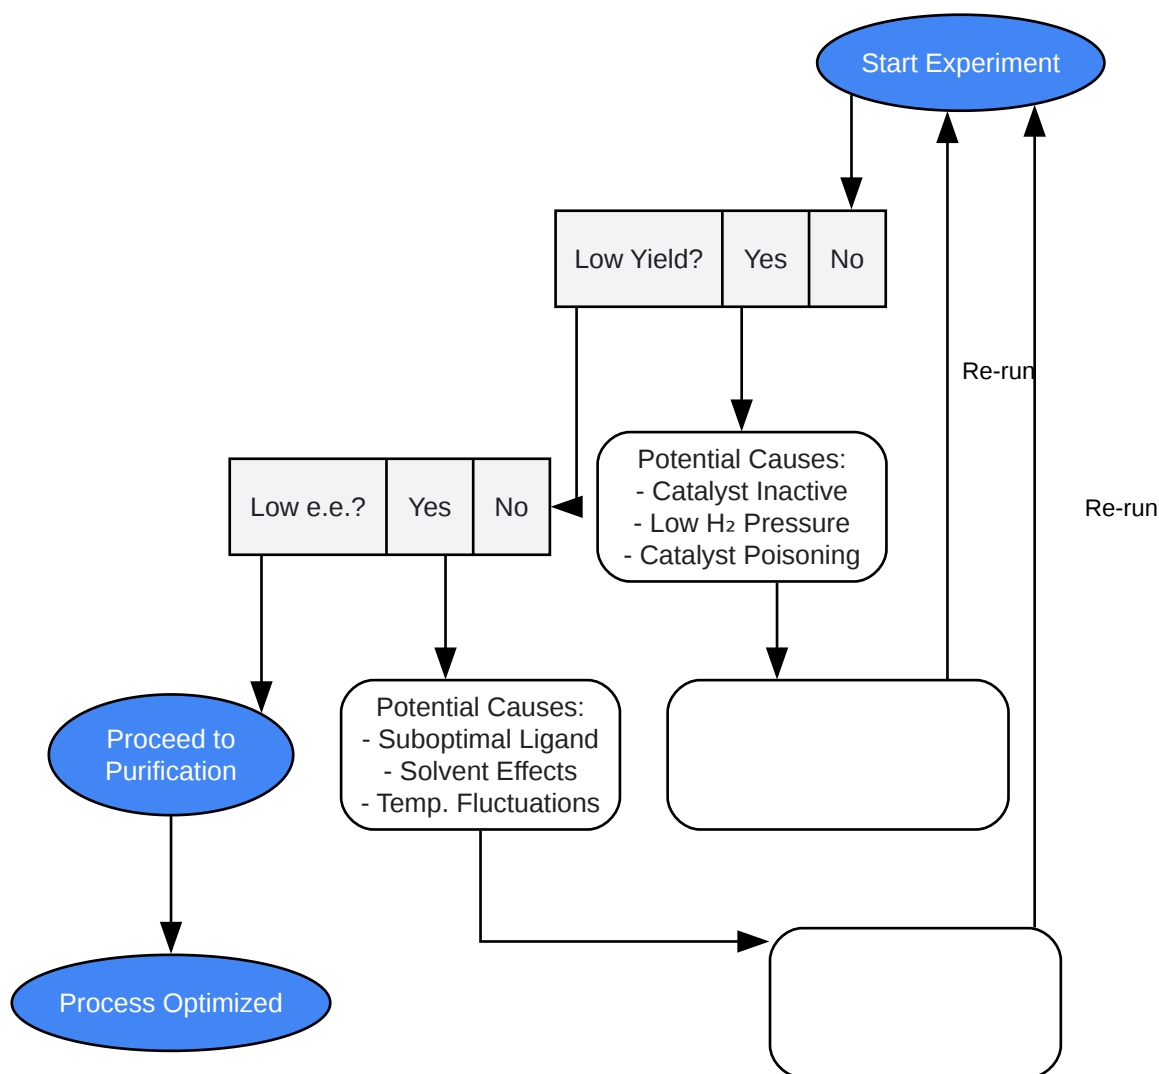 Start Experiment
Low Yield? Yes No
Re-run
Potential Causes:
- Catalyst Inactive
- Low H₂ Pressure
- Catalyst Poisoning
Low e.e.? Yes No
Re-run
Proceed to
Purification
Potential Causes:
- Suboptimal Ligand
- Solvent Effects
- Temp. Fluctuations
Process Optimized